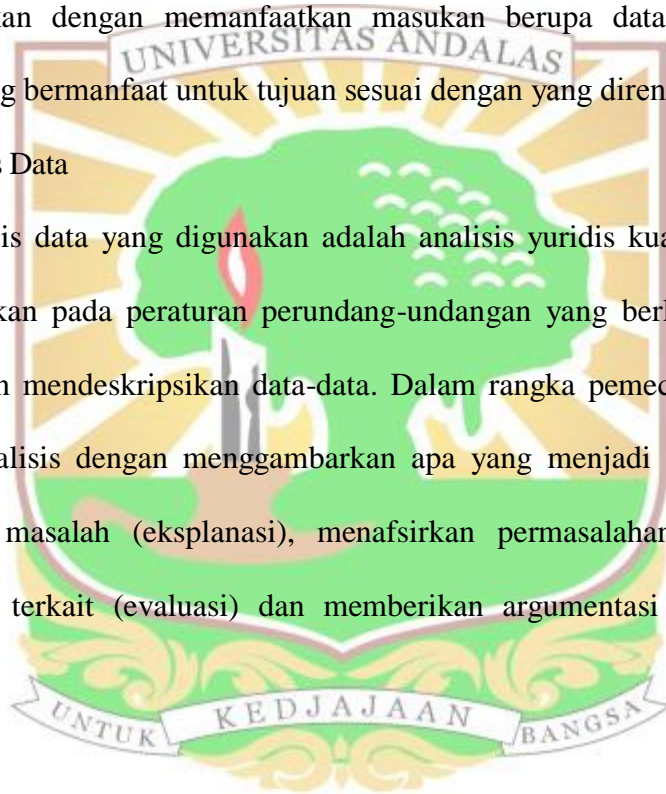 kan dengan memanfaatkan masukan berupa data
UNIVERSITAS ANDALAS
g bermanfaat untuk tujuan sesuai dengan yang diren
s Data
is data yang digunakan adalah analisis yuridis kua
kan pada peraturan perundang-undangan yang berl
n mendeskripsikan data-data. Dalam rangka pemec
alisis dengan menggambarkan apa yang menjadi
masalah (eksplanasi), menafsirkan permasalahan
terkait (evaluasi) dan memberikan argumentasi
UNTUK KEDJAJAAN BANGSA